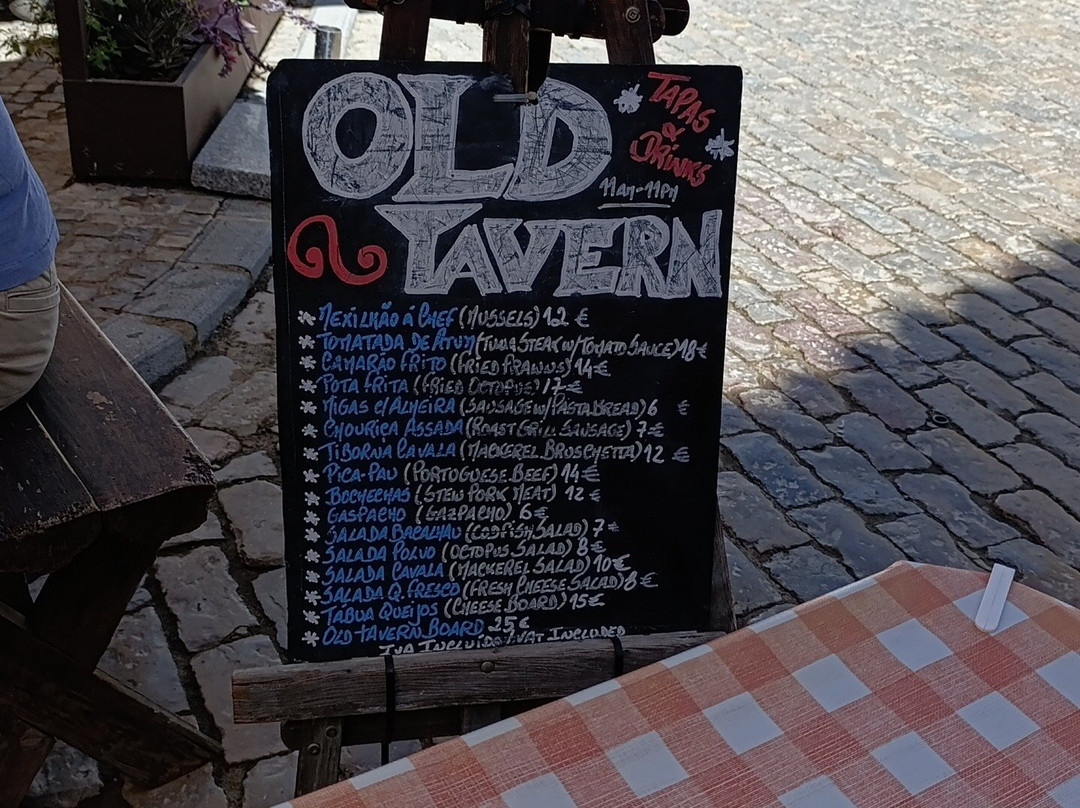 OLD
TAPAS
&
DRINKS
11AM-11PM
TAVERN
MEXILHÃO Á CHEF (MUSSELS) 12 €
TOMATADA DE ATUM (TUNA STEAK W/TOMATO SAUCE) 18€
CAMARÃO FRITO (FRIED PRAWNS) 14€
POTA FRITA (FRIED OCTOPUS) 17€
MIGAS C/ALHEIRA (SAUSAGE W/PASTA BREAD) 6 €
CHOURIÇA ASSADA (ROAST GRILL SAUSAGE) 7€
TIBORNA CAVALA (MACKEREL BRUSCHETTA) 12 €
PICA-PAU (PORTUGUESE BEEF) 14€
BOCHECHAS (STEW PORK MEAT) 12 €
GASPACHO (GAZPACHO) 6€
SALADA BACALHAU (CODFISH SALAD) 7€
SALADA POLVO (OCTOPUS SALAD) 8€
SALADA CAVALA (MACKEREL SALAD) 10€
SALADA Q. FRESCO (FRESH CHEESE SALAD) 8 €
TÁBUA QUEIJOS (CHEESE BOARD) 15€
OLD TAVERN BOARD 25€
IVA INCLUIDO/VAT INCLUDED